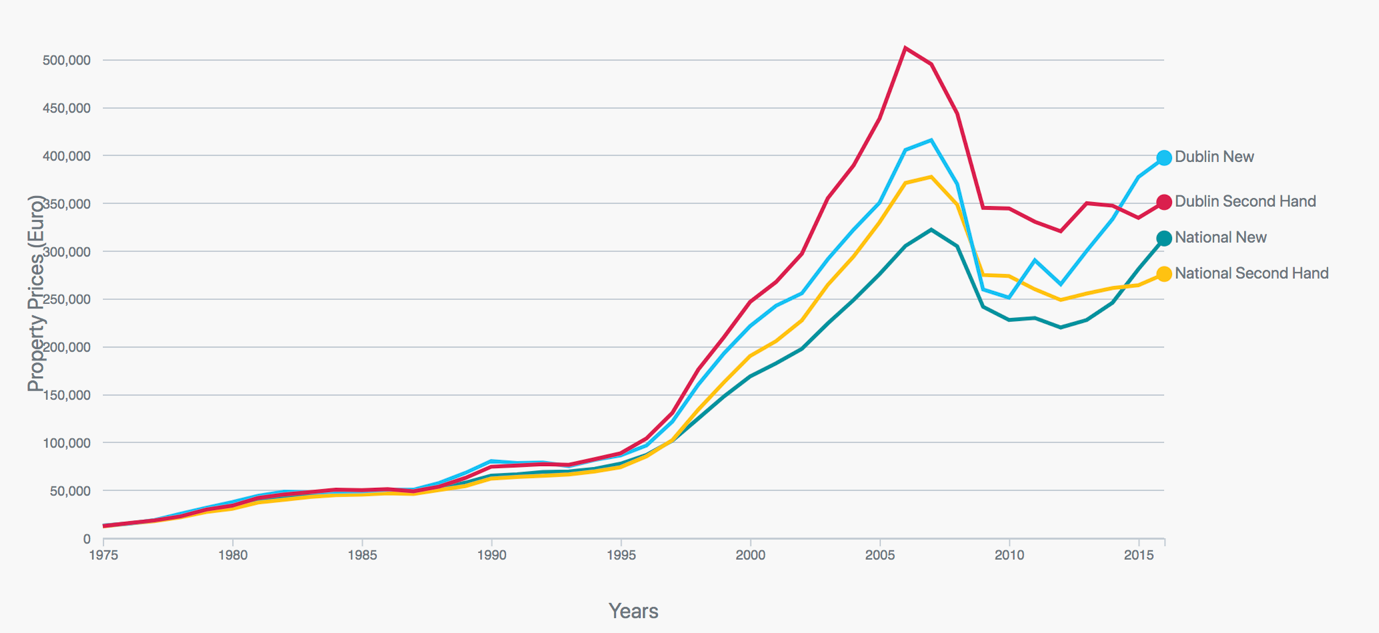 500,000
450,000
400,000
350,000
300,000
250,000
200,000
150,000
100,000
50,000
0
Property Prices (Euro)
1975 1980 1985 1990 1995 2000 2005 2010 2015
Years
Dublin New
Dublin Second Hand
National New
National Second Hand